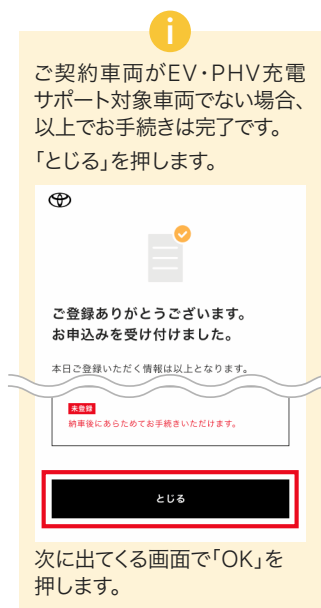 i
ご契約車両がEV・PHV充電
サポート対象車両でない場合、
以上でお手続きは完了です。
「とじる」を押します。
ご登録ありがとうございます。
お申込みを受け付けました。
本日ご登録いただく情報は以上となります。
未登録
納車後にあらためてお手続きいただけます。
とじる
次に出てくる画面で「OK」を
押します。